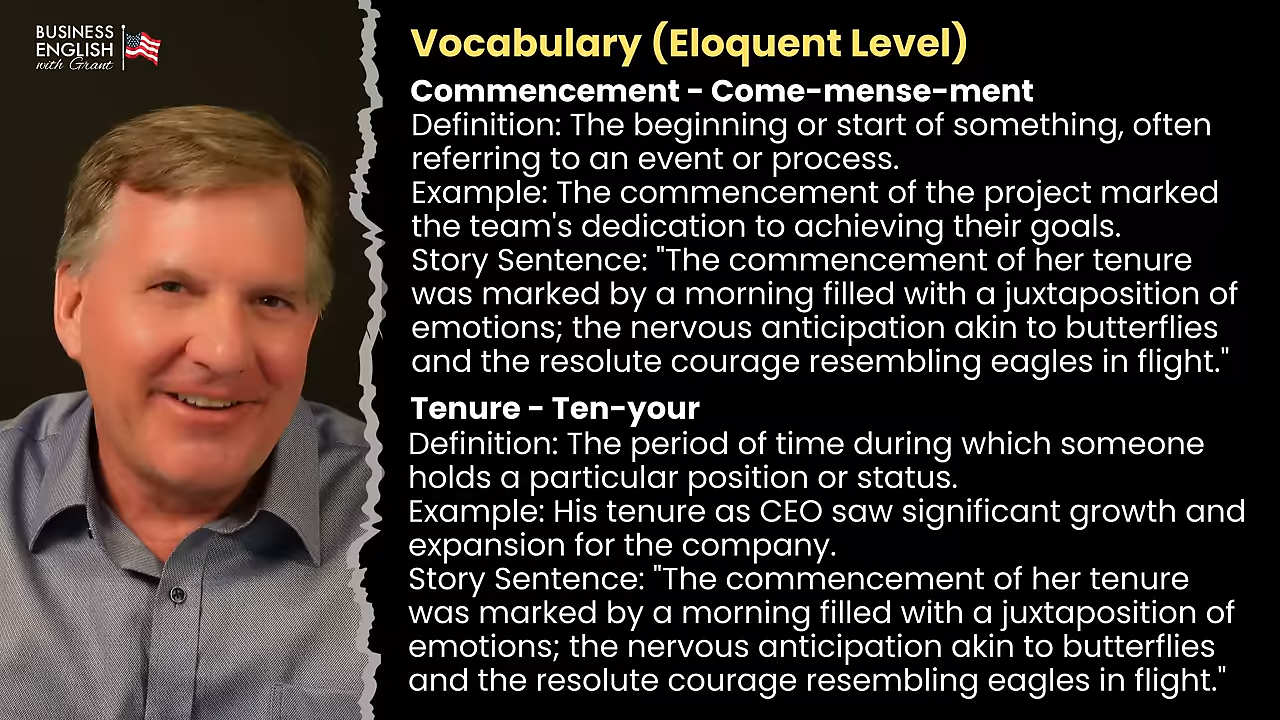 BUSINESS
ENGLISH
with Grant
Vocabulary (Eloquent Level)
Commencement - Come-mense-ment
Definition: The beginning or start of something, often
referring to an event or process.
Example: The commencement of the project marked
the team's dedication to achieving their goals.
Story Sentence: "The commencement of her tenure
was marked by a morning filled with a juxtaposition of
emotions; the nervous anticipation akin to butterflies
and the resolute courage resembling eagles in flight."
Tenure - Ten-your
Definition: The period of time during which someone
holds a particular position or status.
Example: His tenure as CEO saw significant growth and
expansion for the company.
Story Sentence: "The commencement of her tenure
was marked by a morning filled with a juxtaposition of
emotions; the nervous anticipation akin to butterflies
and the resolute courage resembling eagles in flight."